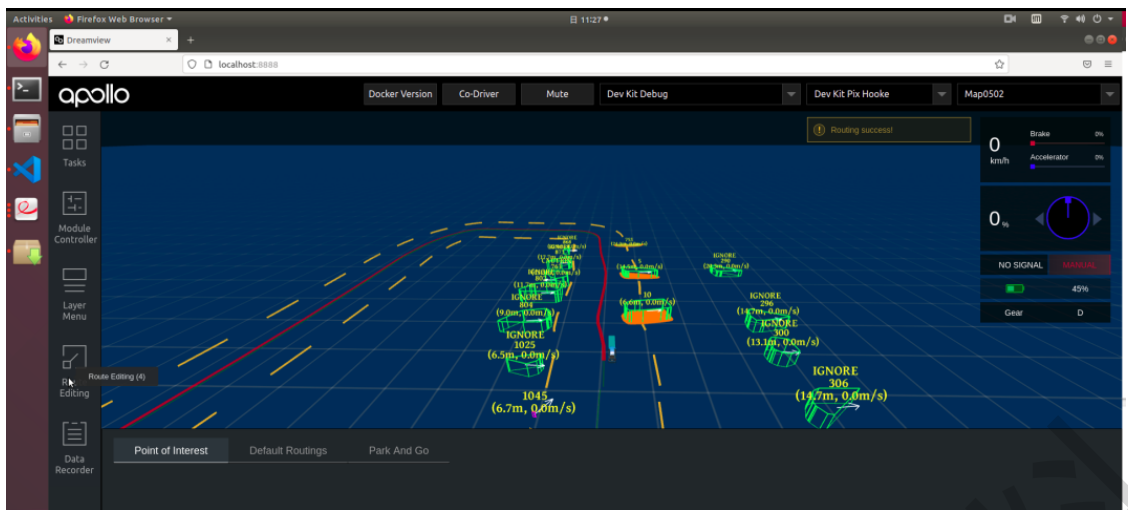 Activities
Firefox Web Browser
日 11:27
Dreamview
×
+
localhost:8888
apollo
Docker Version
Co-Driver
Mute
Dev Kit Debug
Dev Kit Pix Hooke
Map0502
Tasks
Module
Controller
Layer
Menu
Editing
Route Editing (4)
Data
Recorder
Routing success!
0
km/h
Brake
0%
Accelerator
0%
0 %
NO SIGNAL
MANUAL
45%
Gear
D
IGNORE
IGNORE
804
(9.0m, 0.0m/s)
IGNORE
1025
(6.5m, 0.0m/s)
1045
(6.7m, 0.0m/s)
10
(6.6m, 0.0m/s)
IGNORE
290
IGNORE
296
(14.7m, 0.0m/s)
IGNORE
300
(13.1m, 0.0m/s)
IGNORE
306
(14.7m, 0.0m/s)
Point of Interest
Default Routings
Park And Go